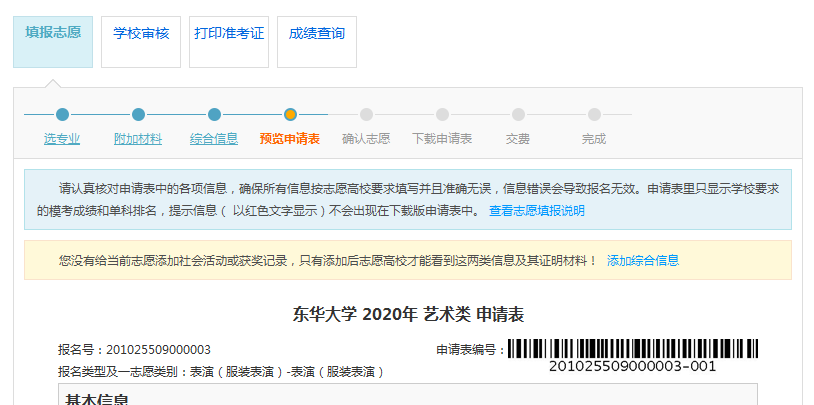 填报志愿 学校审核 打印准考证 成绩查询
选专业 附加材料 综合信息 预览申请表 确认志愿 下载申请表 交费 完成
请认真核对申请表中的各项信息，确保所有信息按志愿高校要求填写并且准确无误，信息错误会导致报名无效。申请表里只显示学校要求
的模考成绩和单科排名，提示信息（ 以红色文字显示）不会出现在下载版申请表中。 查看志愿填报说明
您没有给当前志愿添加社会活动或获奖记录，只有添加后志愿高校才能看到这两类信息及其证明材料！ 添加综合信息
东华大学 2020年 艺术类 申请表
报名号：201025509000003 申请表编号：
201025509000003-001
报名类型及一志愿类别：表演（服装表演）-表演（服装表演）
基本信息